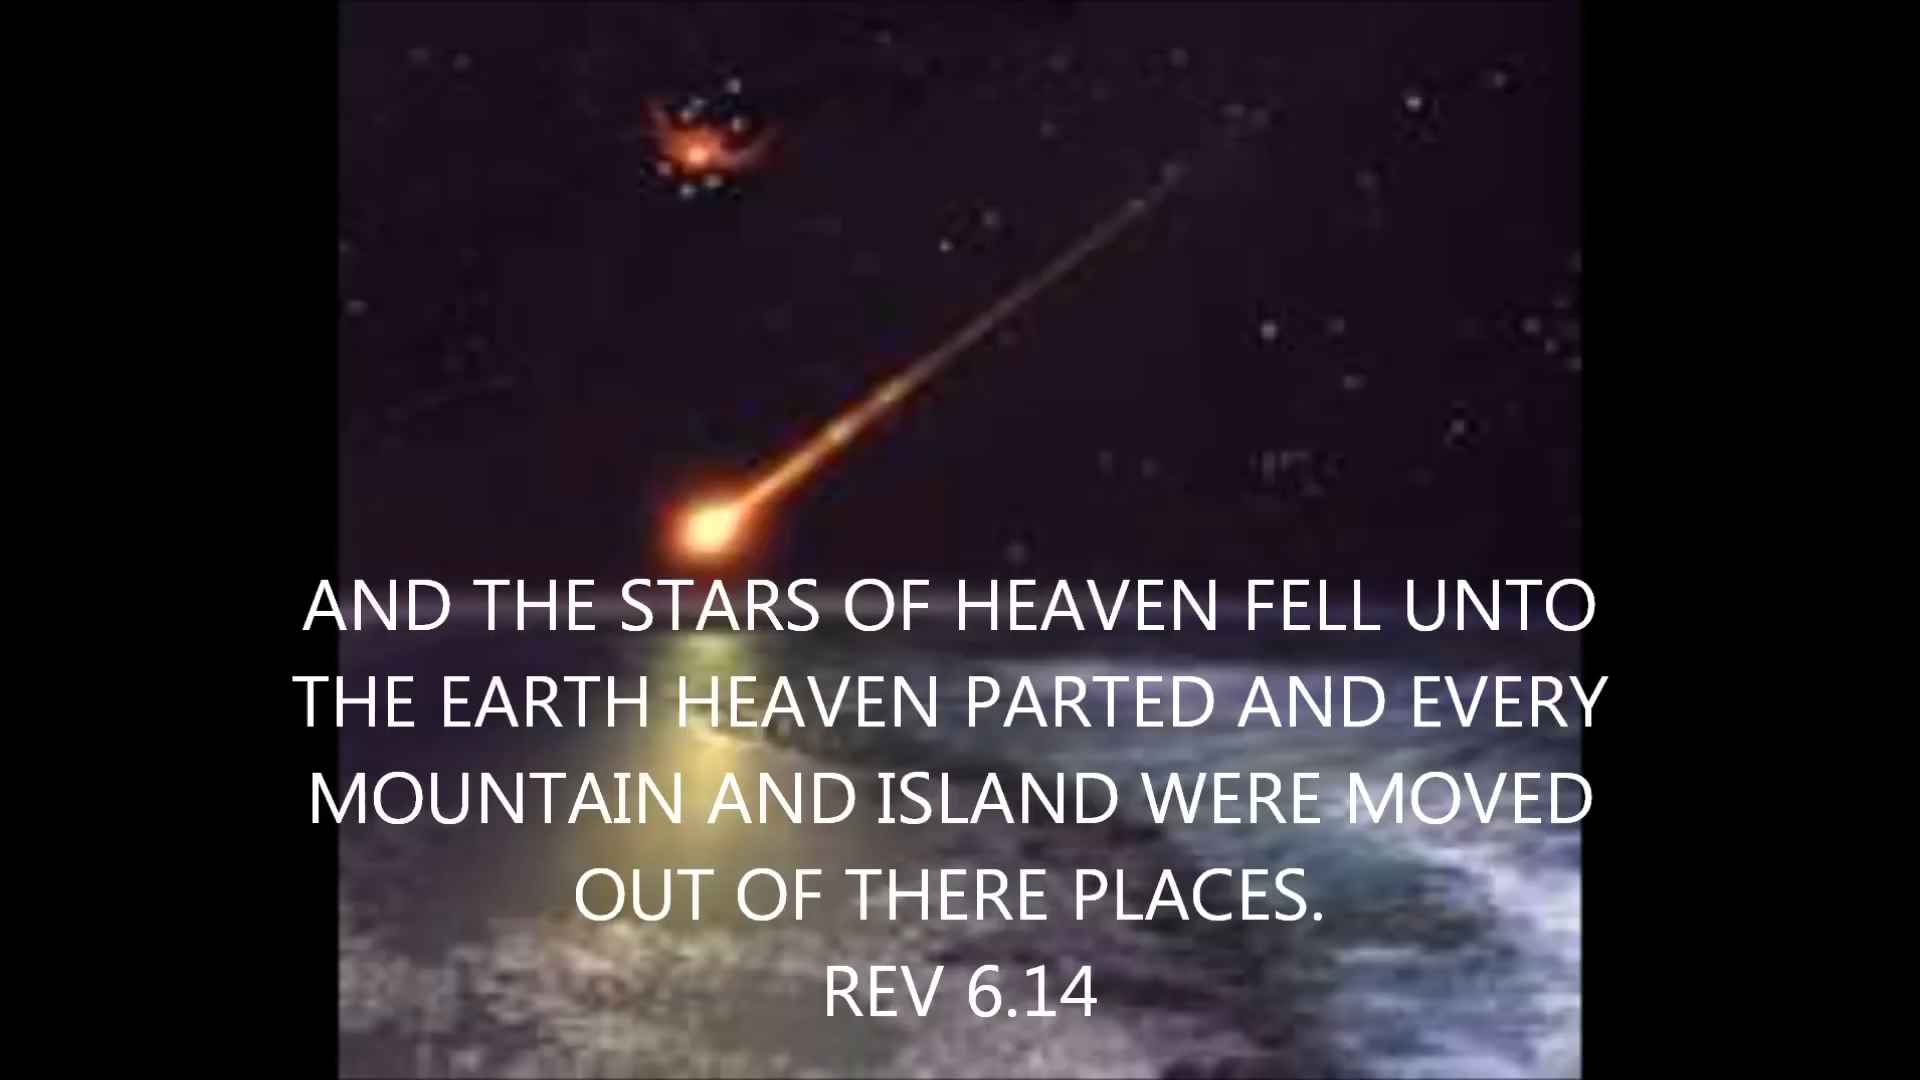 AND THE STARS OF HEAVEN FELL UNTO
THE EARTH HEAVEN PARTED AND EVERY
MOUNTAIN AND ISLAND WERE MOVED
OUT OF THERE PLACES.
REV 6.14